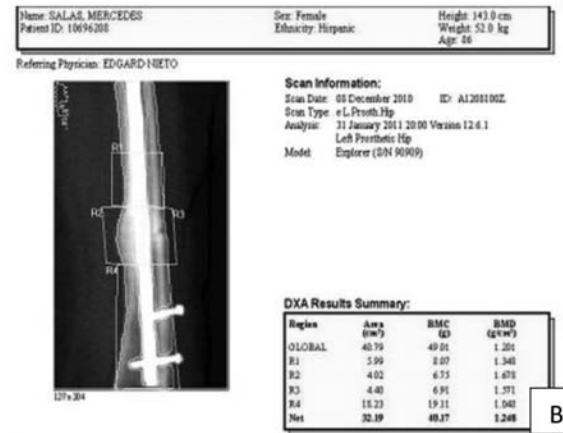 Name: SALAS, MERCEDES Sex: Female Height: 143.0 cm
Patient ID: 10696208 Ethnicity: Hispanic Weight: 52.0 kg
Age: 86
Referring Physician: EDGARD NIETO
R1
R2 R3
R4
127 x 204
Scan Information:
Scan Date: 08 December 2010 ID: A1208100Z
Scan Type: e L.Prosth.Hip
Analysis: 31 January 2011 20:00 Version 12.6.1
Left Prosthetic Hip
Model: Explorer (S/N 90909)
DXA Results Summary:
Region Area BMC BMD
(cm²) (g) (g/cm²)
GLOBAL 40.79 49.01 1.201
R1 5.99 8.07 1.348
R2 4.02 6.75 1.678
R3 4.40 6.91 1.571
R4 18.23 19.11 1.048
Net 32.19 40.17 1.248
B